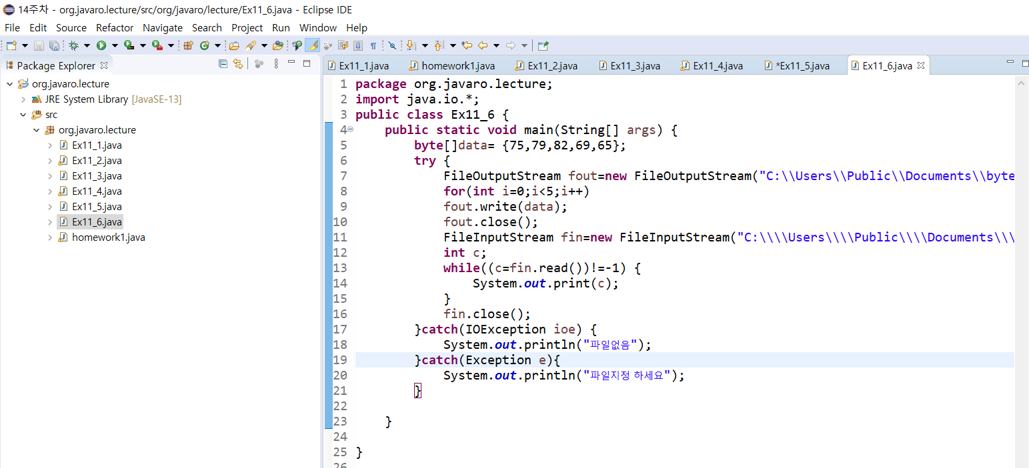 14주차 - org.javaro.lecture/src/org/javaro/lecture/Ex11_6.java - Eclipse IDE
File Edit Source Refactor Navigate Search Project Run Window Help
Package Explorer
org.javaro.lecture
JRE System Library [JavaSE-13]
src
org.javaro.lecture
Ex11_1.java
Ex11_2.java
Ex11_3.java
Ex11_4.java
Ex11_5.java
Ex11_6.java
homework1.java
Ex11_1.java homework1.java Ex11_2.java Ex11_3.java Ex11_4.java *Ex11_5.java Ex11_6.java
1 package org.javaro.lecture;
2 import java.io.*;
3 public class Ex11_6 {
4 public static void main(String[] args) {
5 byte[]data= {75,79,82,69,65};
6 try {
7 FileOutputStream fout=new FileOutputStream("C:\\Users\\Public\\Documents\\byte
8 for(int i=0;i<5;i++)
9 fout.write(data);
10 fout.close();
11 FileInputStream fin=new FileInputStream("C:\\\\Users\\\\Public\\\\Documents\\\
12 int c;
13 while((c=fin.read())!=-1) {
14 System.out.print(c);
15 }
16 fin.close();
17 }catch(IOException ioe) {
18 System.out.println("파일없음");
19 }catch(Exception e){
20 System.out.println("파일지정 하세요");
21 }
22
23 }
24
25 }
26